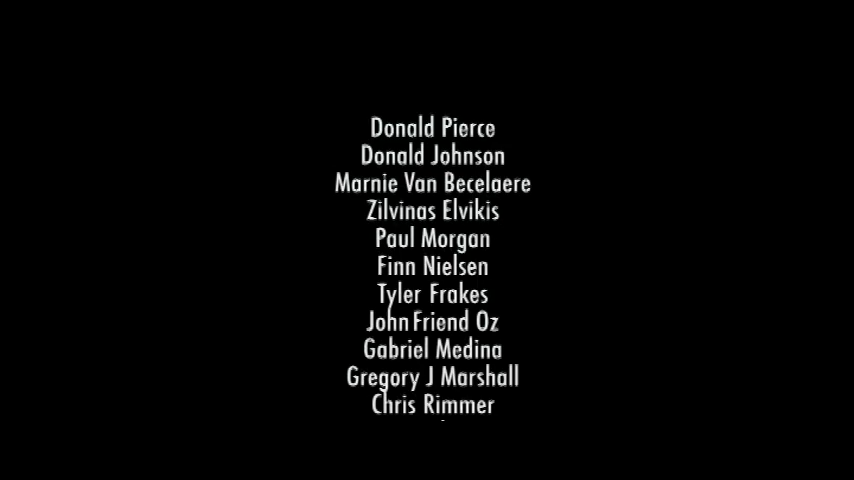 Donald Pierce
Donald Johnson
Marnie Van Becelaere
Zilvinas Elvikis
Paul Morgan
Finn Nielsen
Tyler Frakes
John Friend Oz
Gabriel Medina
Gregory J Marshall
Chris Rimmer